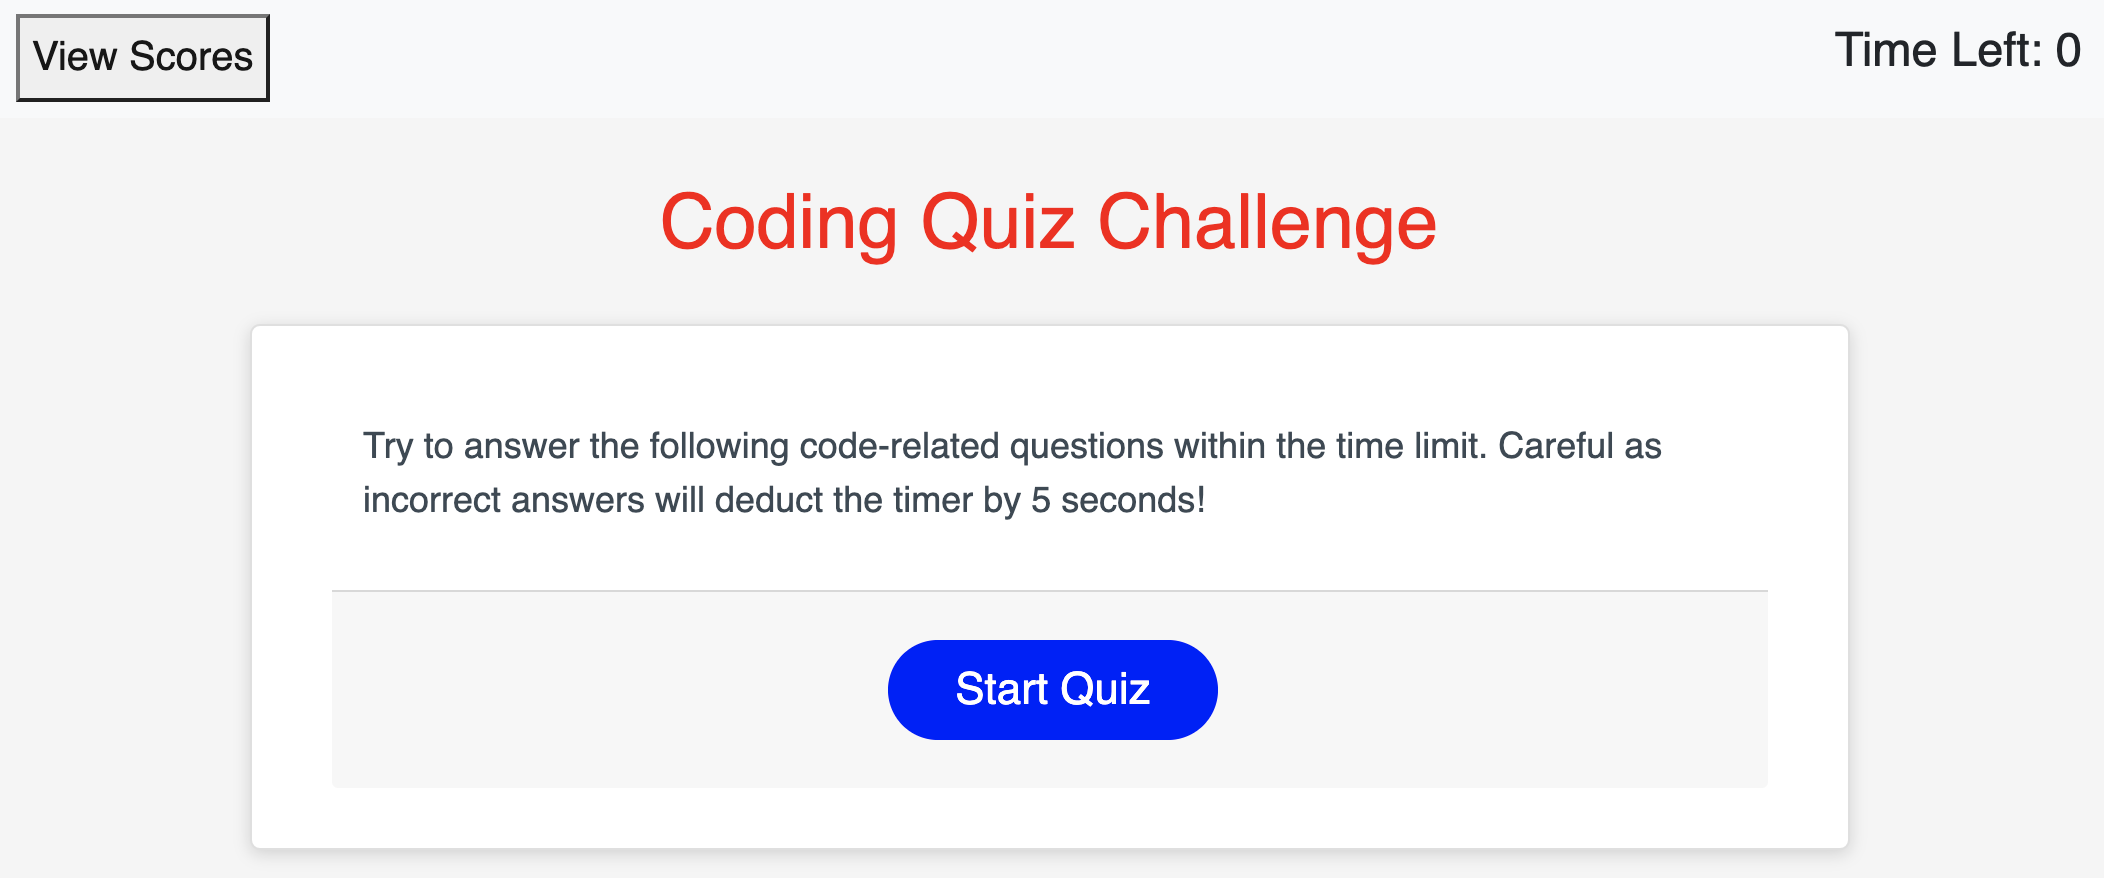 View Scores
Time Left: 0
Coding Quiz Challenge
Try to answer the following code-related questions within the time limit. Careful as
incorrect answers will deduct the timer by 5 seconds!
Start Quiz